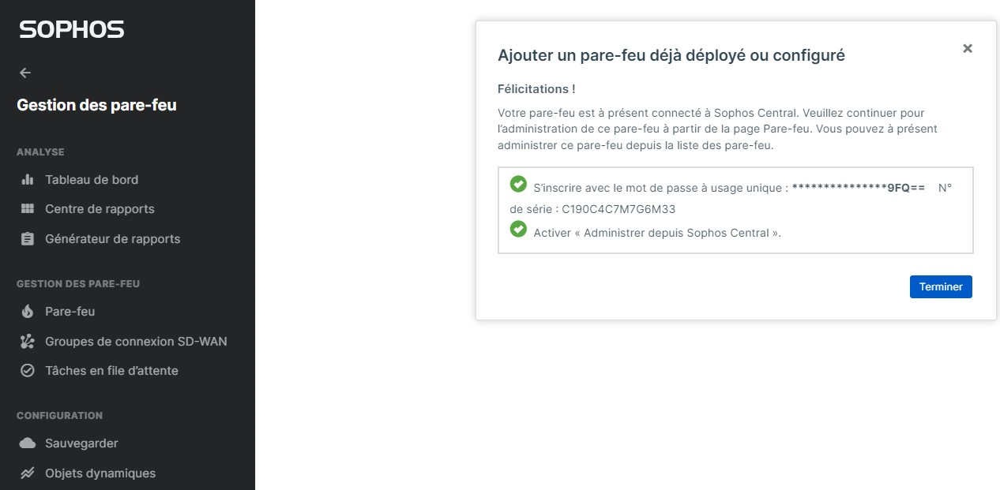 SOPHOS
Gestion des pare-feu
ANALYSE
Tableau de bord
Centre de rapports
Générateur de rapports
GESTION DES PARE-FEU
Pare-feu
Groupes de connexion SD-WAN
Tâches en file d’attente
CONFIGURATION
Sauvegarder
Objets dynamiques
Ajouter un pare-feu déjà déployé ou configuré
Félicitations !
Votre pare-feu est à présent connecté à Sophos Central. Veuillez continuer pour
l’administration de ce pare-feu à partir de la page Pare-feu. Vous pouvez à présent
administrer ce pare-feu depuis la liste des pare-feu.
S’inscrire avec le mot de passe à usage unique : ***************9FQ== N°
de série : C190C4C7M7G6M33
Activer « Administrer depuis Sophos Central ».
Terminer